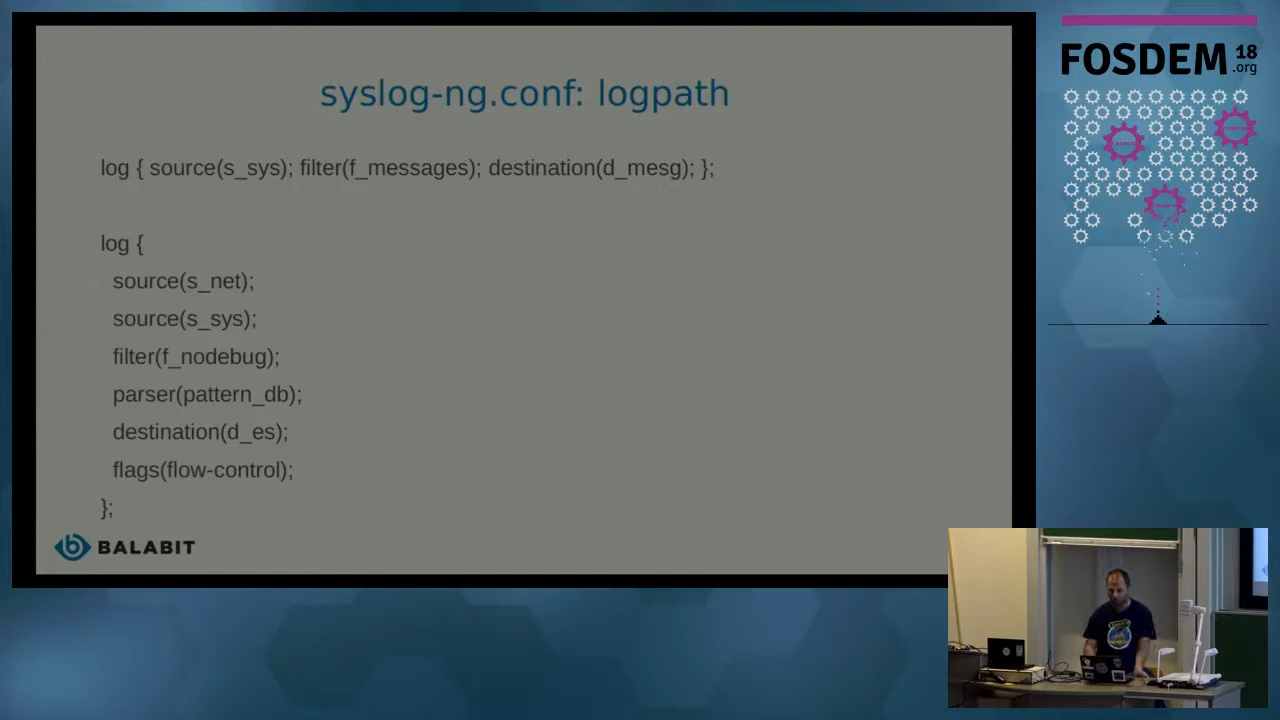 syslog-ng.conf: logpath
log { source(s_sys); filter(f_messages); destination(d_mesg); };
log {
source(s_net);
source(s_sys);
filter(f_nodebug);
parser(pattern_db);
destination(d_es);
flags(flow-control);
};
BALABIT
FOSDEM 18
.org